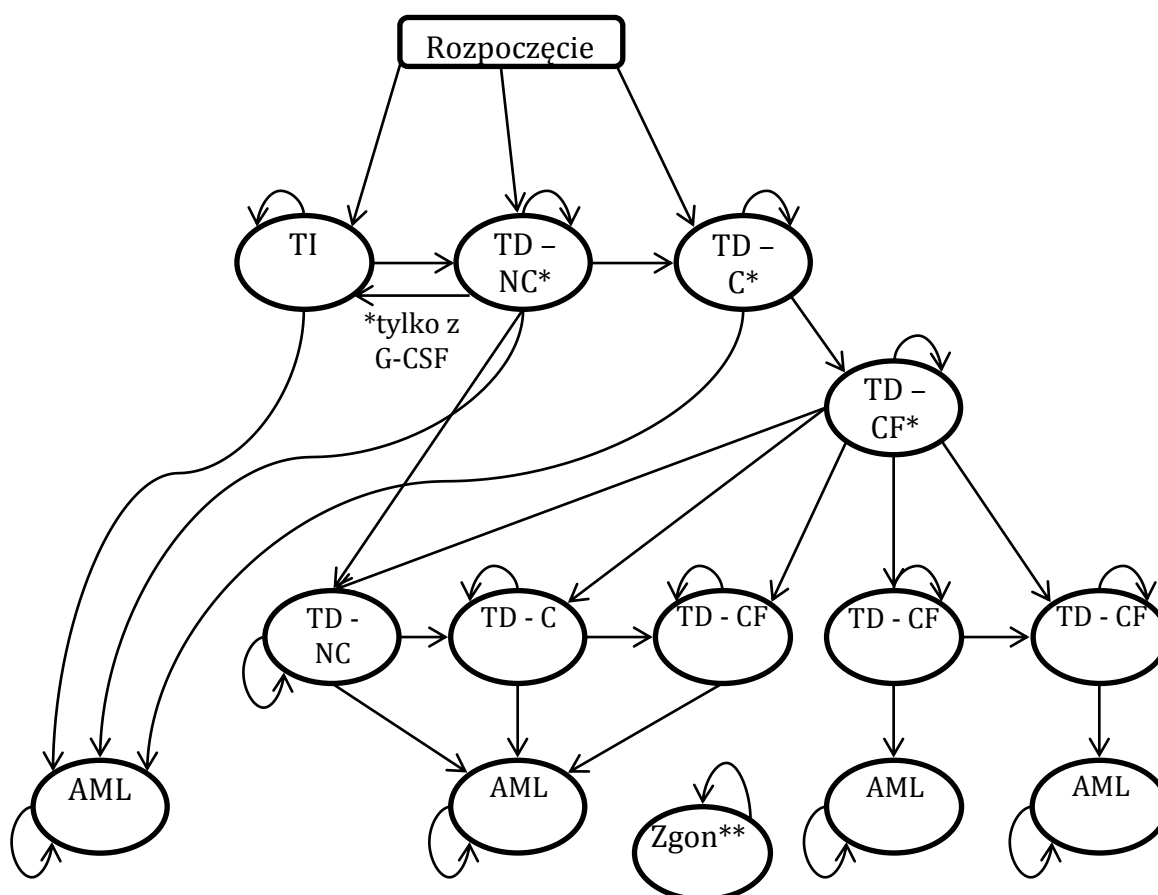 Rozpoczęcie
TI
TD –
NC*
TD –
C*
*tylko z
G-CSF
TD –
CF*
TD -
NC
TD - C
TD - CF
TD - CF
TD - CF
AML
AML
Zgon**
AML
AML